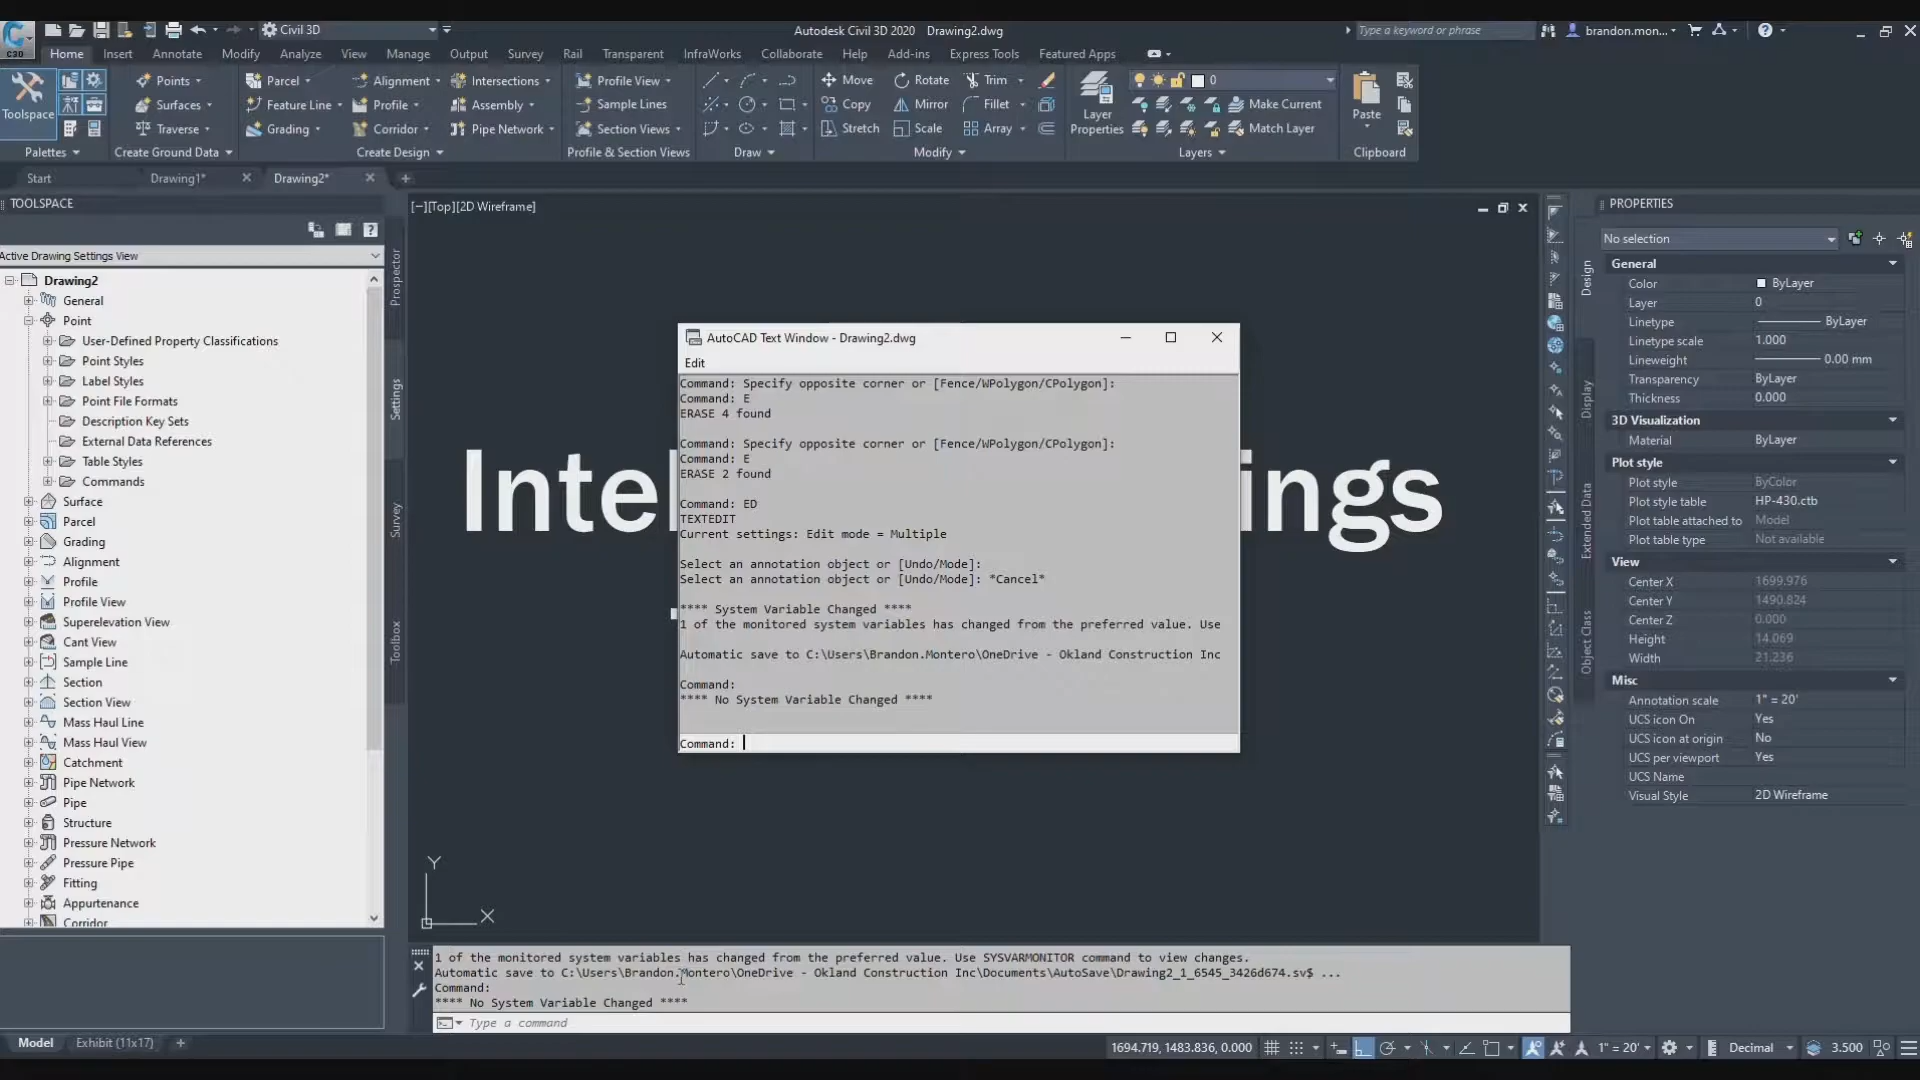 C3D
Civil 3D
Autodesk Civil 3D 2020 Drawing2.dwg
Type a keyword or phrase
brandon.mon...
Home Insert Annotate Modify Analyze View Manage Output Survey Rail Transparent InfraWorks Collaborate Help Add-ins Express Tools Featured Apps
Toolspace
Palettes
Points
Surfaces
Traverse
Create Ground Data
Parcel
Feature Line
Grading
Alignment
Profile
Corridor
Intersections
Assembly
Pipe Network
Create Design
Profile View
Sample Lines
Section Views
Profile & Section Views
Draw
Move
Copy
Stretch
Rotate
Mirror
Scale
Trim
Fillet
Array
Modify
Layer
Properties
0
Make Current
Match Layer
Layers
Paste
Clipboard
Start Drawing1* Drawing2*
TOOLSPACE
Active Drawing Settings View
Drawing2
General
Point
User-Defined Property Classifications
Point Styles
Label Styles
Point File Formats
Description Key Sets
External Data References
Table Styles
Commands
Surface
Parcel
Grading
Alignment
Profile
Profile View
Superelevation View
Cant View
Sample Line
Section
Section View
Mass Haul Line
Mass Haul View
Catchment
Pipe Network
Pipe
Structure
Pressure Network
Pressure Pipe
Fitting
Appurtenance
Corridor
Prospector
Settings
Survey
Toolbox
[−][Top][2D Wireframe]
Intel
ings
Y
X
AutoCAD Text Window - Drawing2.dwg
Edit
Command: Specify opposite corner or [Fence/WPolygon/CPolygon]:
Command: E
ERASE 4 found
Command: Specify opposite corner or [Fence/WPolygon/CPolygon]:
Command: E
ERASE 2 found
Command: ED
TEXTEDIT
Current settings: Edit mode = Multiple
Select an annotation object or [Undo/Mode]:
Select an annotation object or [Undo/Mode]: *Cancel*
**** System Variable Changed ****
1 of the monitored system variables has changed from the preferred value. Use
Automatic save to C:\Users\Brandon.Montero\OneDrive - Okland Construction Inc
Command:
**** No System Variable Changed ****
Command:
1 of the monitored system variables has changed from the preferred value. Use SYSVARMONITOR command to view changes.
Automatic save to C:\Users\Brandon.Montero\OneDrive - Okland Construction Inc\Documents\AutoSave\Drawing2_1_6545_3426d674.sv$ ...
Command:
**** No System Variable Changed ****
Type a command
PROPERTIES
No selection
Design
Display
Extended Data
Object Class
General
Color ByLayer
Layer 0
Linetype ByLayer
Linetype scale 1.000
Lineweight 0.00 mm
Transparency ByLayer
Thickness 0.000
3D Visualization
Material ByLayer
Plot style
Plot style ByColor
Plot style table HP-430.ctb
Plot table attached to Model
Plot table type Not available
View
Center X 1699.976
Center Y 1490.824
Center Z 0.000
Height 14.069
Width 21.236
Misc
Annotation scale 1" = 20'
UCS icon On Yes
UCS icon at origin No
UCS per viewport Yes
UCS Name
Visual Style 2D Wireframe
Model Exhibit (11x17)
1694.719, 1483.836, 0.000
1" = 20'
Decimal
3.500